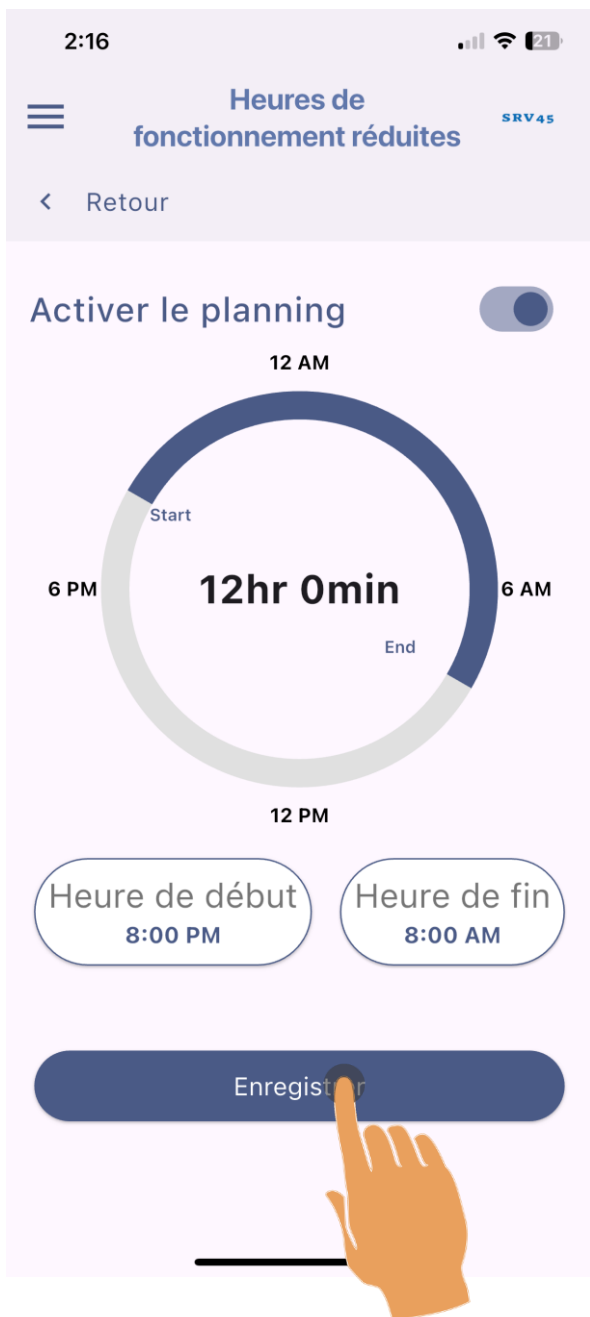 2:16
21
Heures de
fonctionnement réduites
SRV45
< Retour
Activer le planning
12 AM
Start
6 PM
12hr 0min
6 AM
End
12 PM
Heure de début
8:00 PM
Heure de fin
8:00 AM
Enregistrer